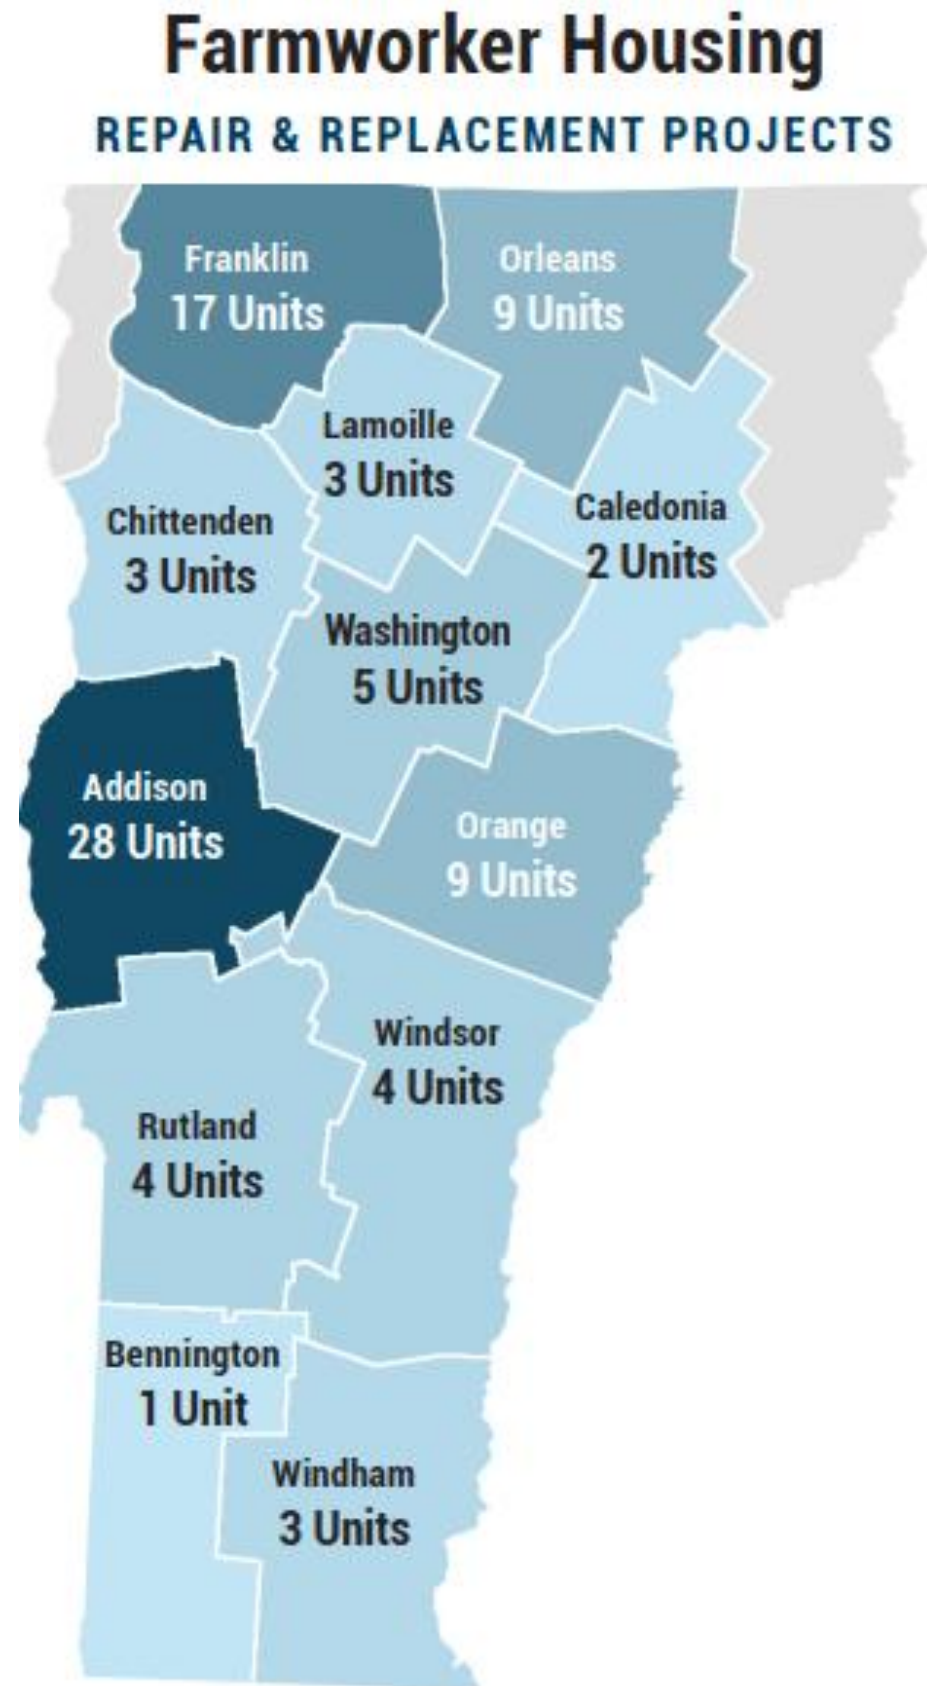 Farmworker Housing
REPAIR & REPLACEMENT PROJECTS
Franklin
17 Units
Orleans
9 Units
Lamoille
3 Units
Chittenden
3 Units
Caledonia
2 Units
Washington
5 Units
Addison
28 Units
Orange
9 Units
Windsor
4 Units
Rutland
4 Units
Bennington
1 Unit
Windham
3 Units